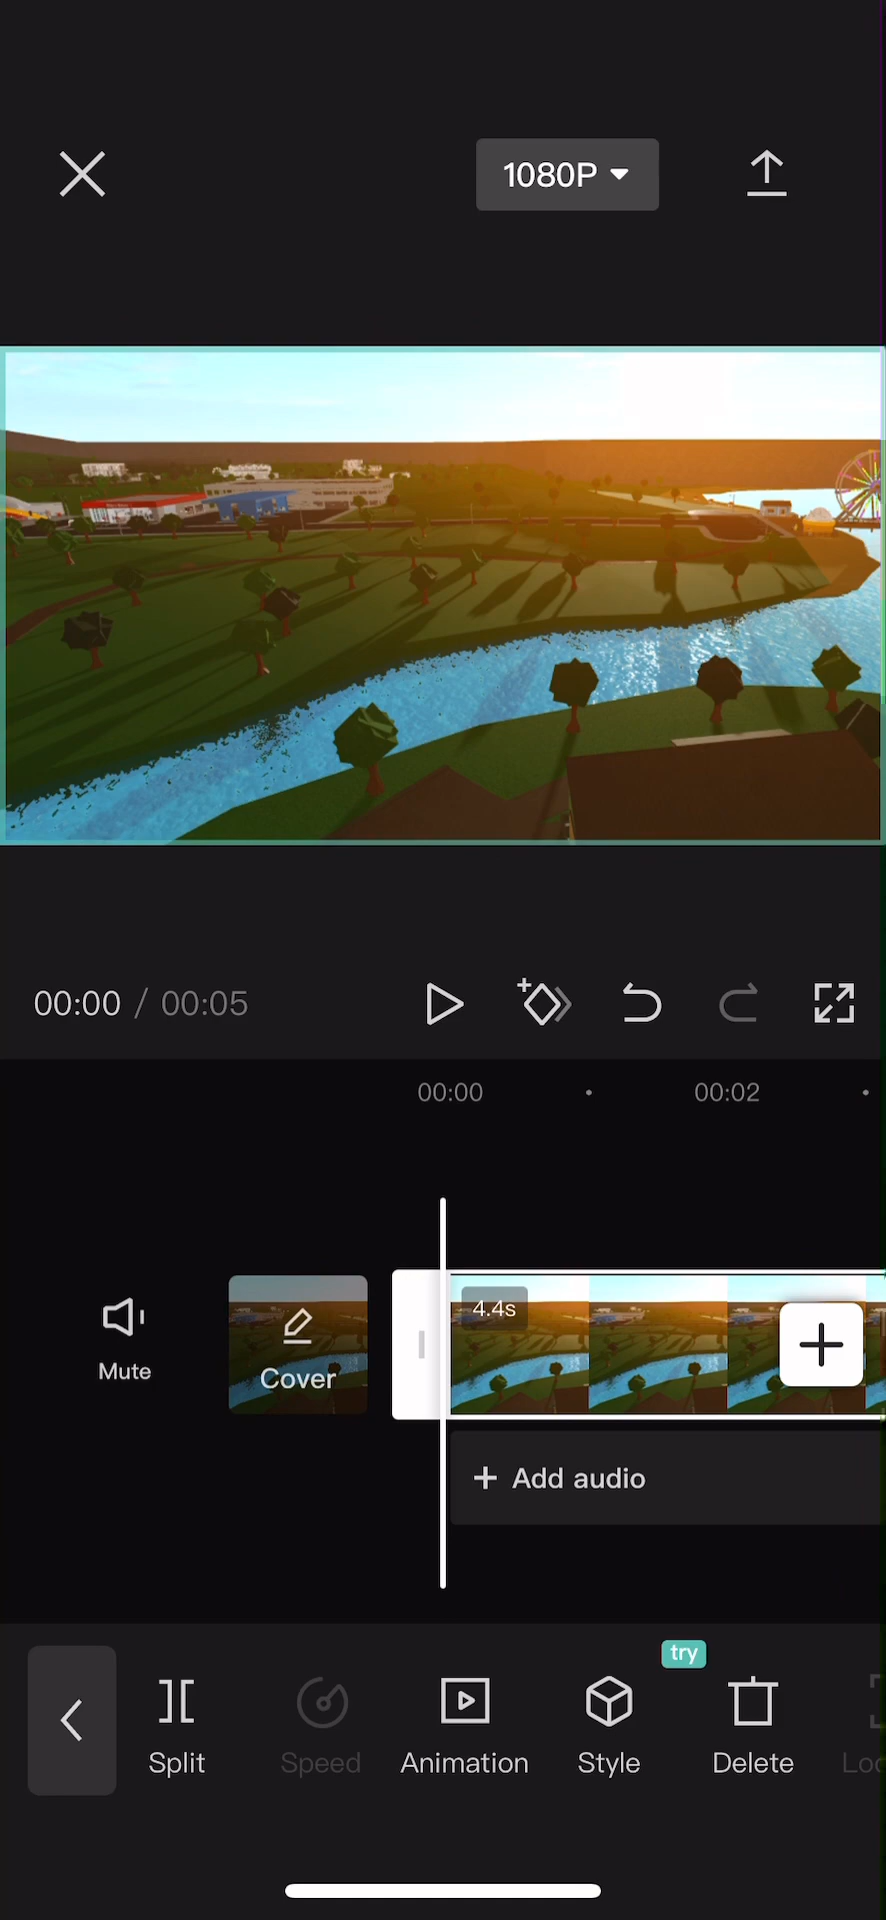 1080P
00:00 / 00:05
00:00
00:02
4.4s
Mute
Cover
+ Add audio
try
Split
Speed
Animation
Style
Delete